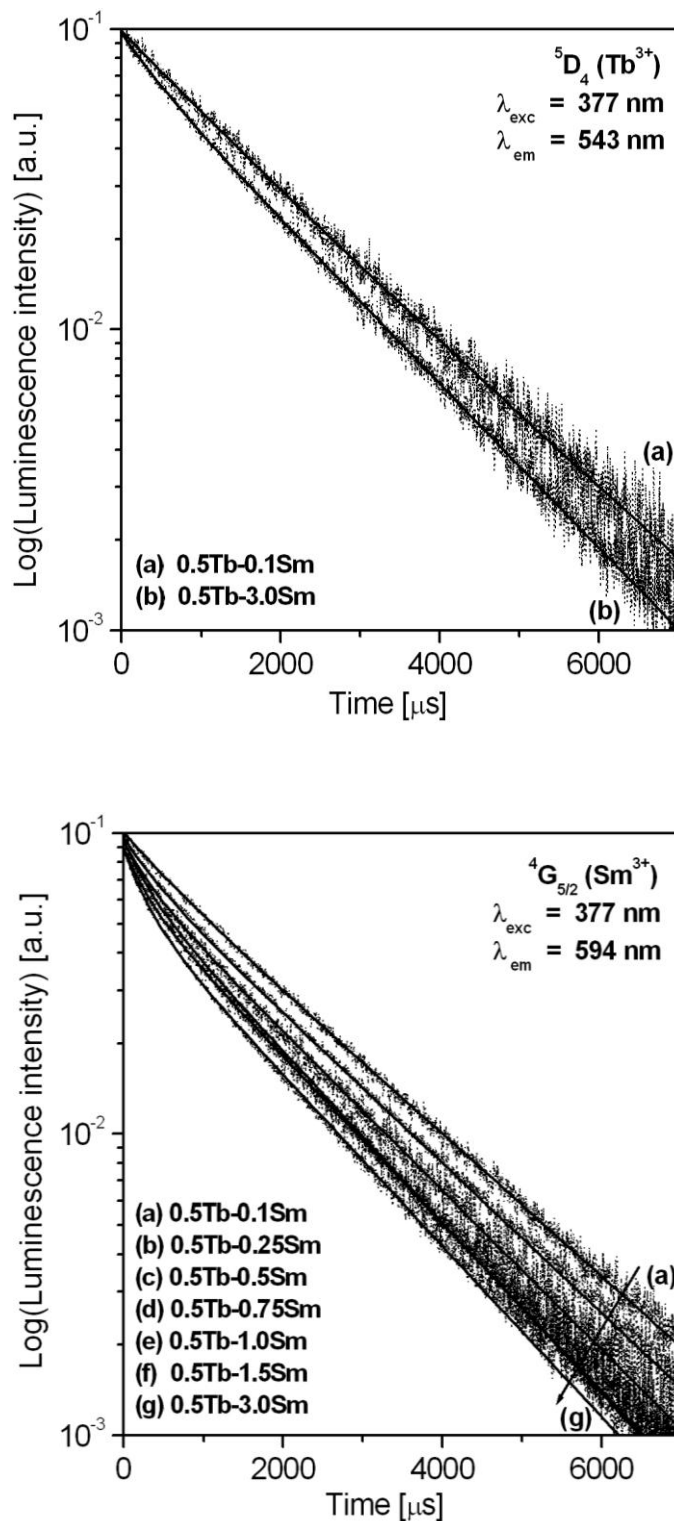 10⁻¹
⁵D₄ (Tb³⁺)
λexc = 377 nm
λem = 543 nm
Log(Luminescence intensity) [a.u.]
10⁻²
(a)
(a) 0.5Tb-0.1Sm
(b) 0.5Tb-3.0Sm
(b)
10⁻³
0 2000 4000 6000
Time [μs]
10⁻¹
⁴G₅/₂ (Sm³⁺)
λexc = 377 nm
λem = 594 nm
Log(Luminescence intensity) [a.u.]
10⁻²
(a) 0.5Tb-0.1Sm
(b) 0.5Tb-0.25Sm
(c) 0.5Tb-0.5Sm
(d) 0.5Tb-0.75Sm
(e) 0.5Tb-1.0Sm
(f) 0.5Tb-1.5Sm
(g) 0.5Tb-3.0Sm
(a)
(g)
10⁻³
0 2000 4000 6000
Time [μs]